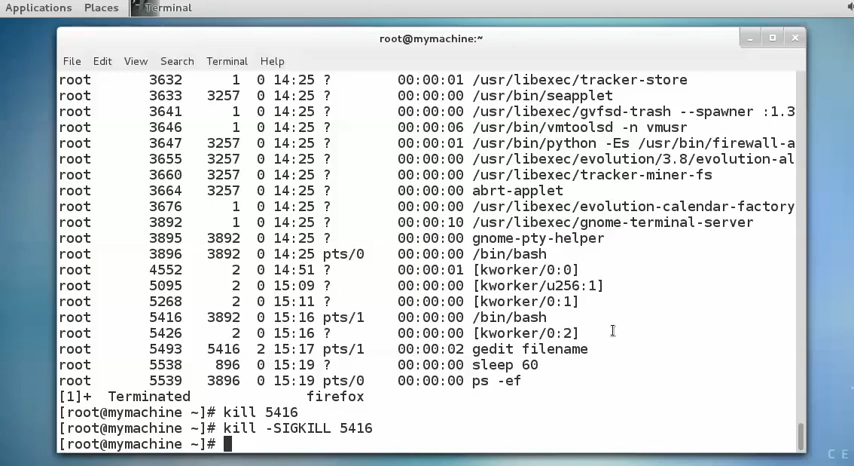 Applications Places Terminal
root@mymachine:~
File Edit View Search Terminal Help
root 3632 1 0 14:25 ? 00:00:01 /usr/libexec/tracker-store
root 3633 3257 0 14:25 ? 00:00:00 /usr/bin/seapplet
root 3641 1 0 14:25 ? 00:00:00 /usr/libexec/gvfsd-trash --spawner :1.3
root 3646 1 0 14:25 ? 00:00:06 /usr/bin/vmtoolsd -n vmusr
root 3647 3257 0 14:25 ? 00:00:01 /usr/bin/python -Es /usr/bin/firewall-a
root 3655 3257 0 14:25 ? 00:00:00 /usr/libexec/evolution/3.8/evolution-al
root 3660 3257 0 14:25 ? 00:00:00 /usr/libexec/tracker-miner-fs
root 3664 3257 0 14:25 ? 00:00:00 abrt-applet
root 3676 1 0 14:25 ? 00:00:00 /usr/libexec/evolution-calendar-factory
root 3892 1 0 14:25 ? 00:00:10 /usr/libexec/gnome-terminal-server
root 3895 3892 0 14:25 ? 00:00:00 gnome-pty-helper
root 3896 3892 0 14:25 pts/0 00:00:00 /bin/bash
root 4552 2 0 14:51 ? 00:00:01 [kworker/0:0]
root 5095 2 0 15:09 ? 00:00:00 [kworker/u256:1]
root 5268 2 0 15:11 ? 00:00:00 [kworker/0:1]
root 5416 3892 0 15:16 pts/1 00:00:00 /bin/bash
root 5426 2 0 15:16 ? 00:00:00 [kworker/0:2]
root 5493 5416 2 15:17 pts/1 00:00:02 gedit filename
root 5538 896 0 15:19 ? 00:00:00 sleep 60
root 5539 3896 0 15:19 pts/0 00:00:00 ps -ef
[1]+ Terminated firefox
[root@mymachine ~]# kill 5416
[root@mymachine ~]# kill -SIGKILL 5416
[root@mymachine ~]#
C E